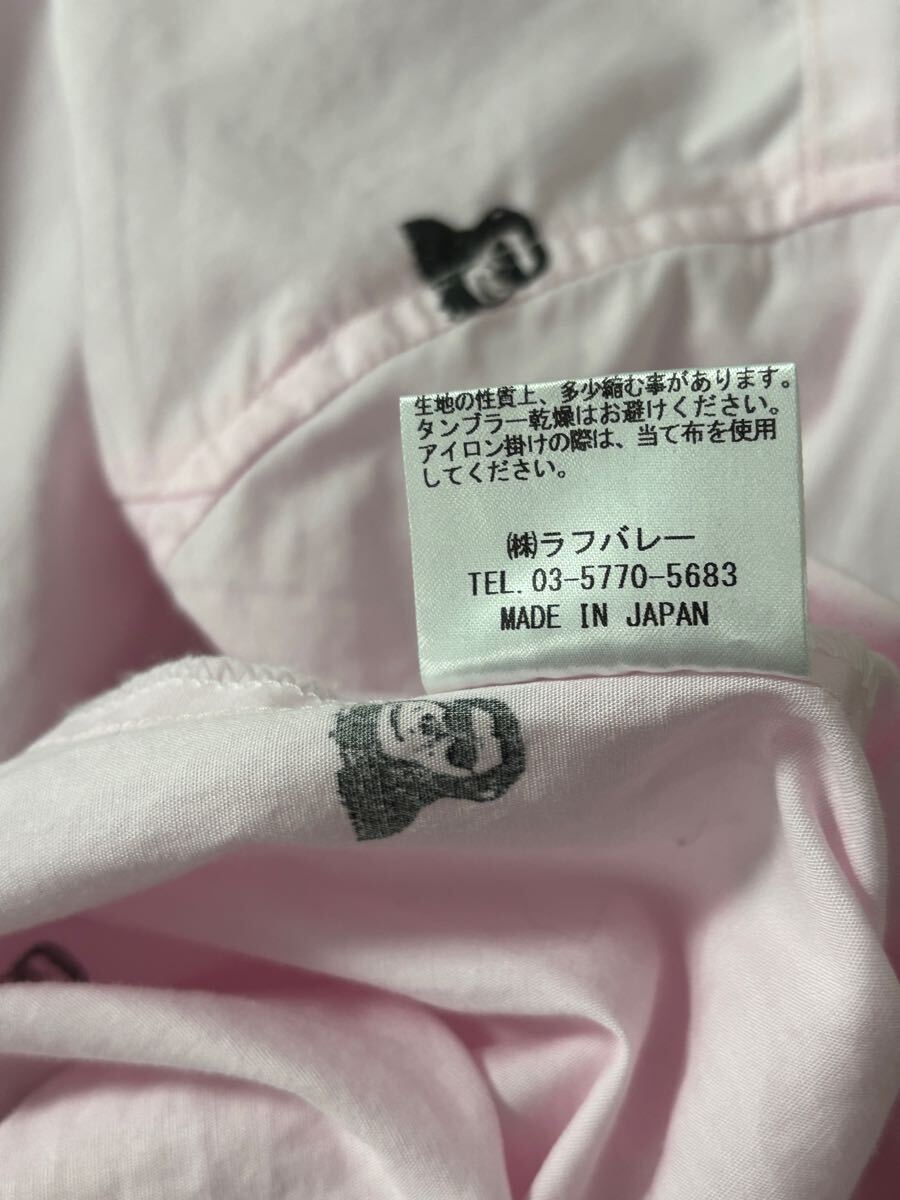 生地の性質上、多少縮む事があります。
タンブラー乾燥はお避けください。
アイロン掛けの際は、当て布を使用
してください。
㈱ラフバレー
TEL. 03-5770-5683
MADE IN JAPAN